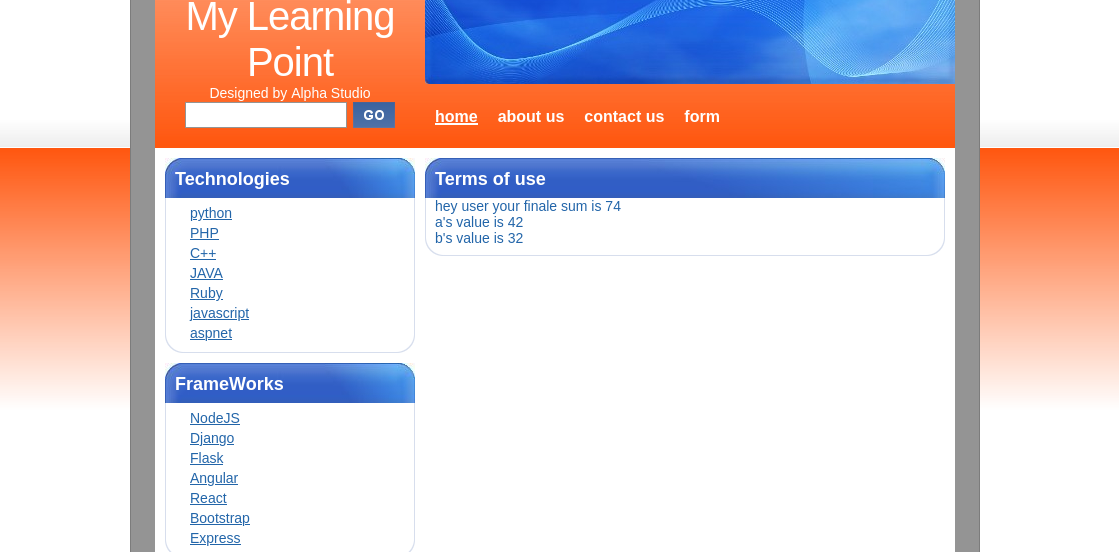 My Learning
Point
Designed by Alpha Studio
GO
home about us contact us form
Technologies
python
PHP
C++
JAVA
Ruby
javascript
aspnet
FrameWorks
NodeJS
Django
Flask
Angular
React
Bootstrap
Express
Terms of use
hey user your finale sum is 74
a's value is 42
b's value is 32